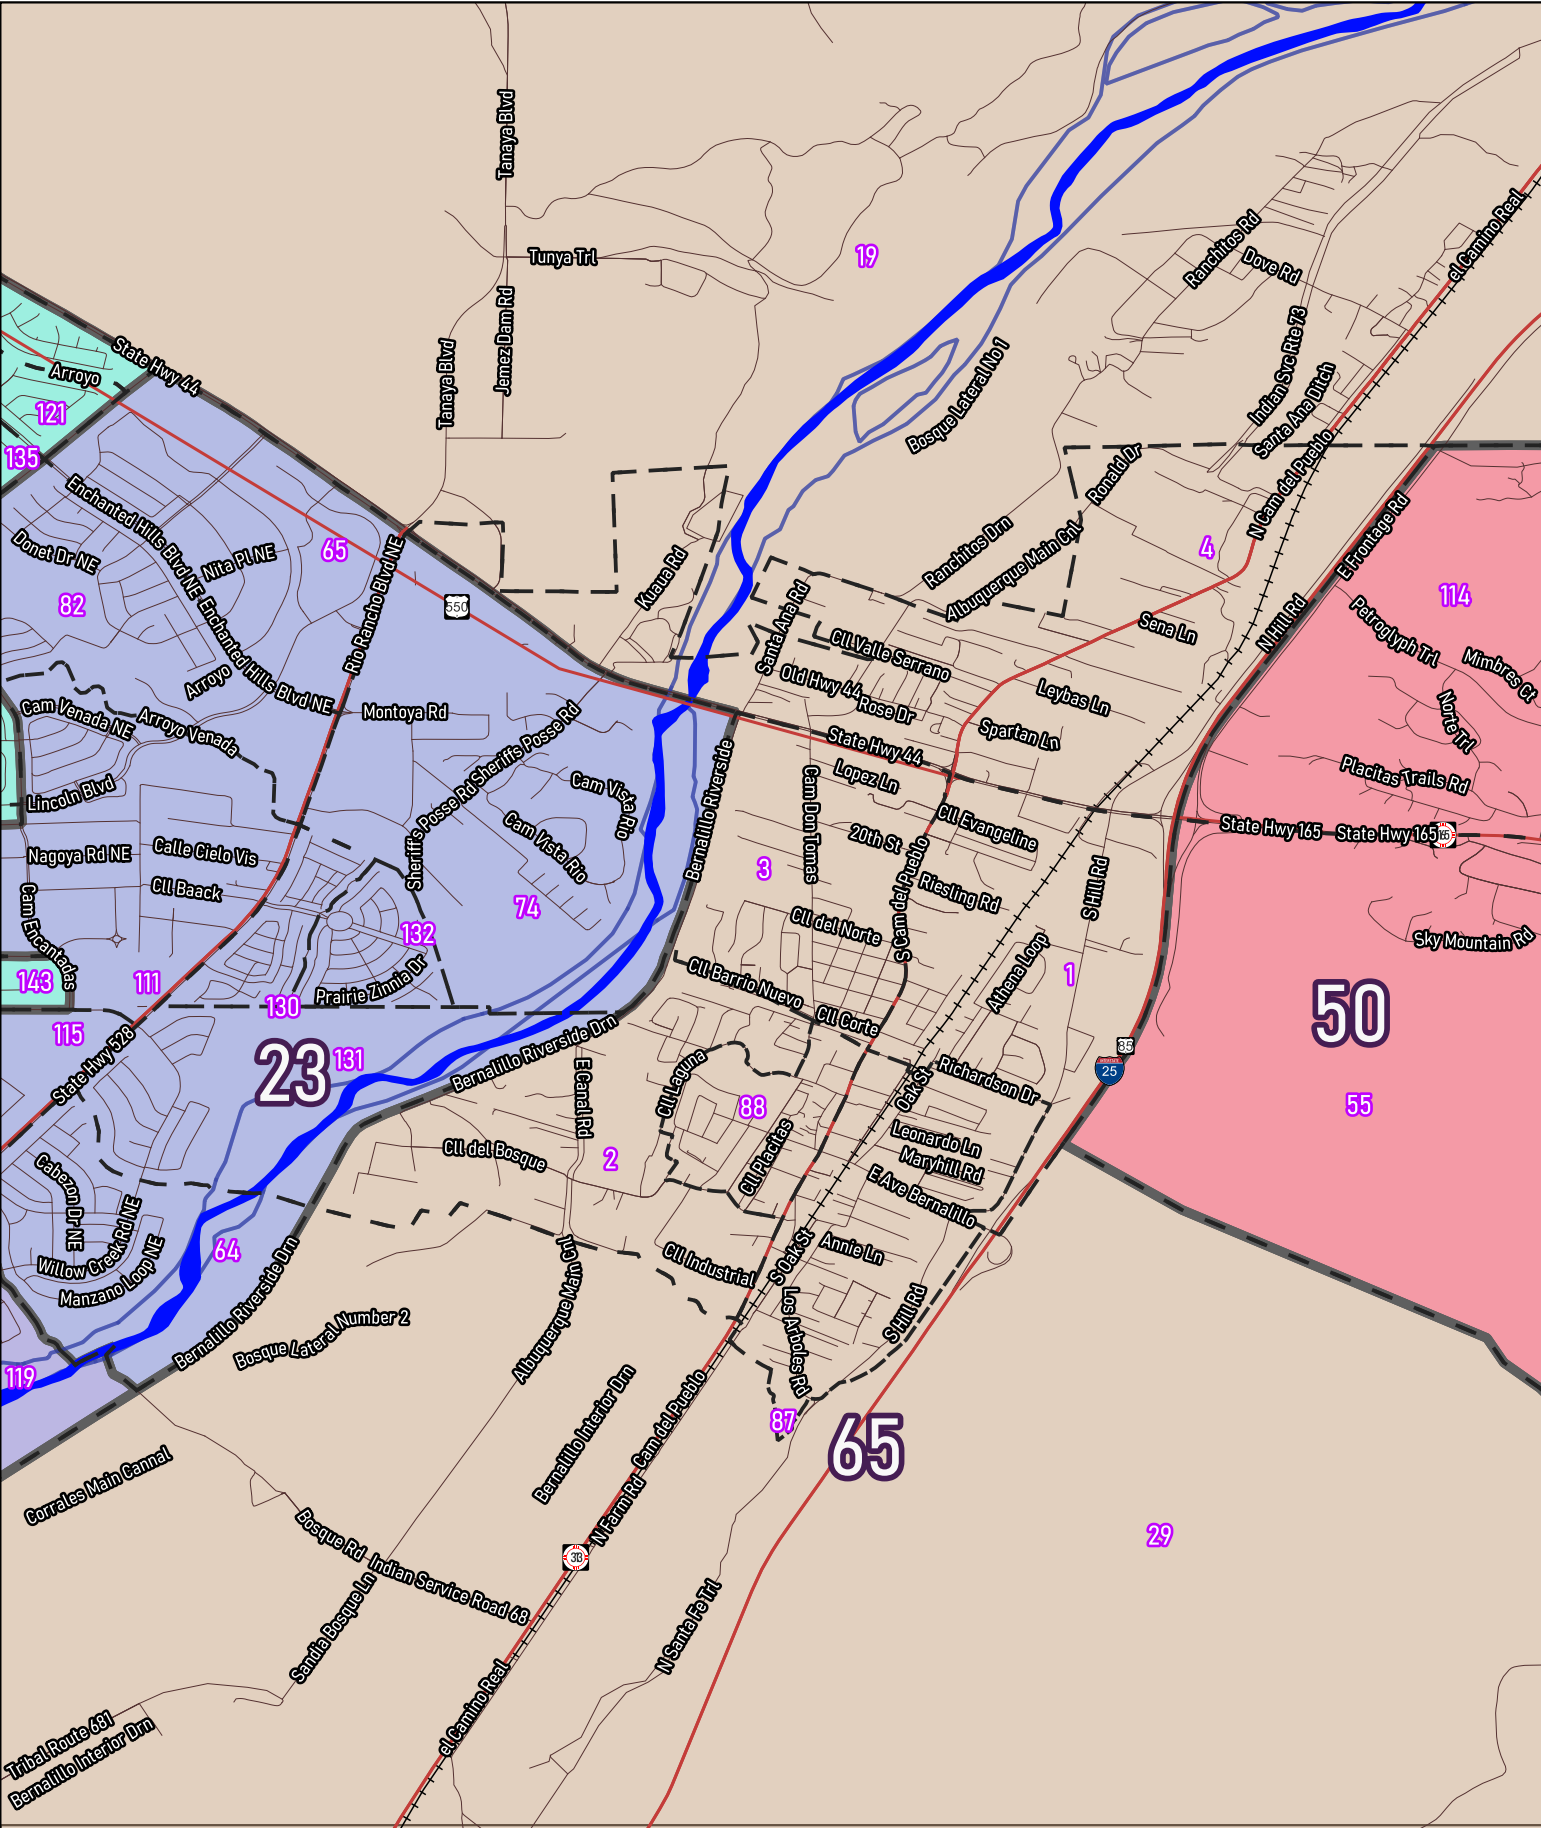 Tanaya Blvd
Tunya Trl
19
Ranchitos Rd
Dove Rd
el Camino Real
Jemez Dam Rd
Tanaya Blvd
State Hwy 44
Arroyo
121
135
Bosque Lateral No 1
Indian Svc Rte 73
Santa Ana Ditch
N Cam del Pueblo
Ronald Dr
Enchanted Hills Blvd NE
Donet Dr NE
Nita Pl NE
65
82
Rio Rancho Blvd NE
550
Kuaua Rd
Ranchitos Drn
Albuquerque Main Cnl
4
E Frontage Rd
114
Enchanted Hills Blvd NE
Arroyo
Santa Ana Rd
Cll Valle Serrano
Sena Ln
N Hill Rd
Petroglyph Trl
Mimbres Ct
Cam Venada NE
Arroyo Venada
Montoya Rd
Sheriffs Posse Rd
Old Hwy 44
Rose Dr
Leybas Ln
Spartan Ln
Norte Trl
State Hwy 44
Lincoln Blvd
Cam Vista Rio
Bernalillo Riverside
Cam Don Tomas
Lopez Ln
Placitas Trails Rd
Nagoya Rd NE
Calle Cielo Vis
Sheriffs Posse Rd
Cam Vista Rio
20th St
Cll Evangeline
State Hwy 165
State Hwy 165
165
Cll Baack
3
Riesling Rd
S Hill Rd
Cam Encantadas
132
74
Cll del Norte
S Cam del Pueblo
Sky Mountain Rd
143
111
130
Prairie Zinnia Dr
Cll Barrio Nuevo
Athena Loop
1
115
State Hwy 528
23
131
Bernalillo Riverside Drn
Cll Corte
50
85
25
E Canal Rd
Cll Laguna
88
Oak St
Richardson Dr
55
Cll del Bosque
2
Cll Placitas
Leonardo Ln
Maryhill Rd
E Ave Bernalillo
Cabezon Dr NE
Willow Creek Rd NE
Manzano Loop NE
64
Bernalillo Riverside Drn
Albuquerque Main Cnl
Cll Industrial
S Oak St
Annie Ln
Los Arboles Rd
S Hill Rd
Bosque Lateral Number 2
119
Bernalillo Interior Drn
Cam del Pueblo
87
65
Corrales Main Cannal
Bosque Rd
Indian Service Road 68
N Farm Rd
313
29
Sandia Bosque Ln
N Santa Fe Trl
el Camino Real
Tribal Route 681
Bernalillo Interior Drn